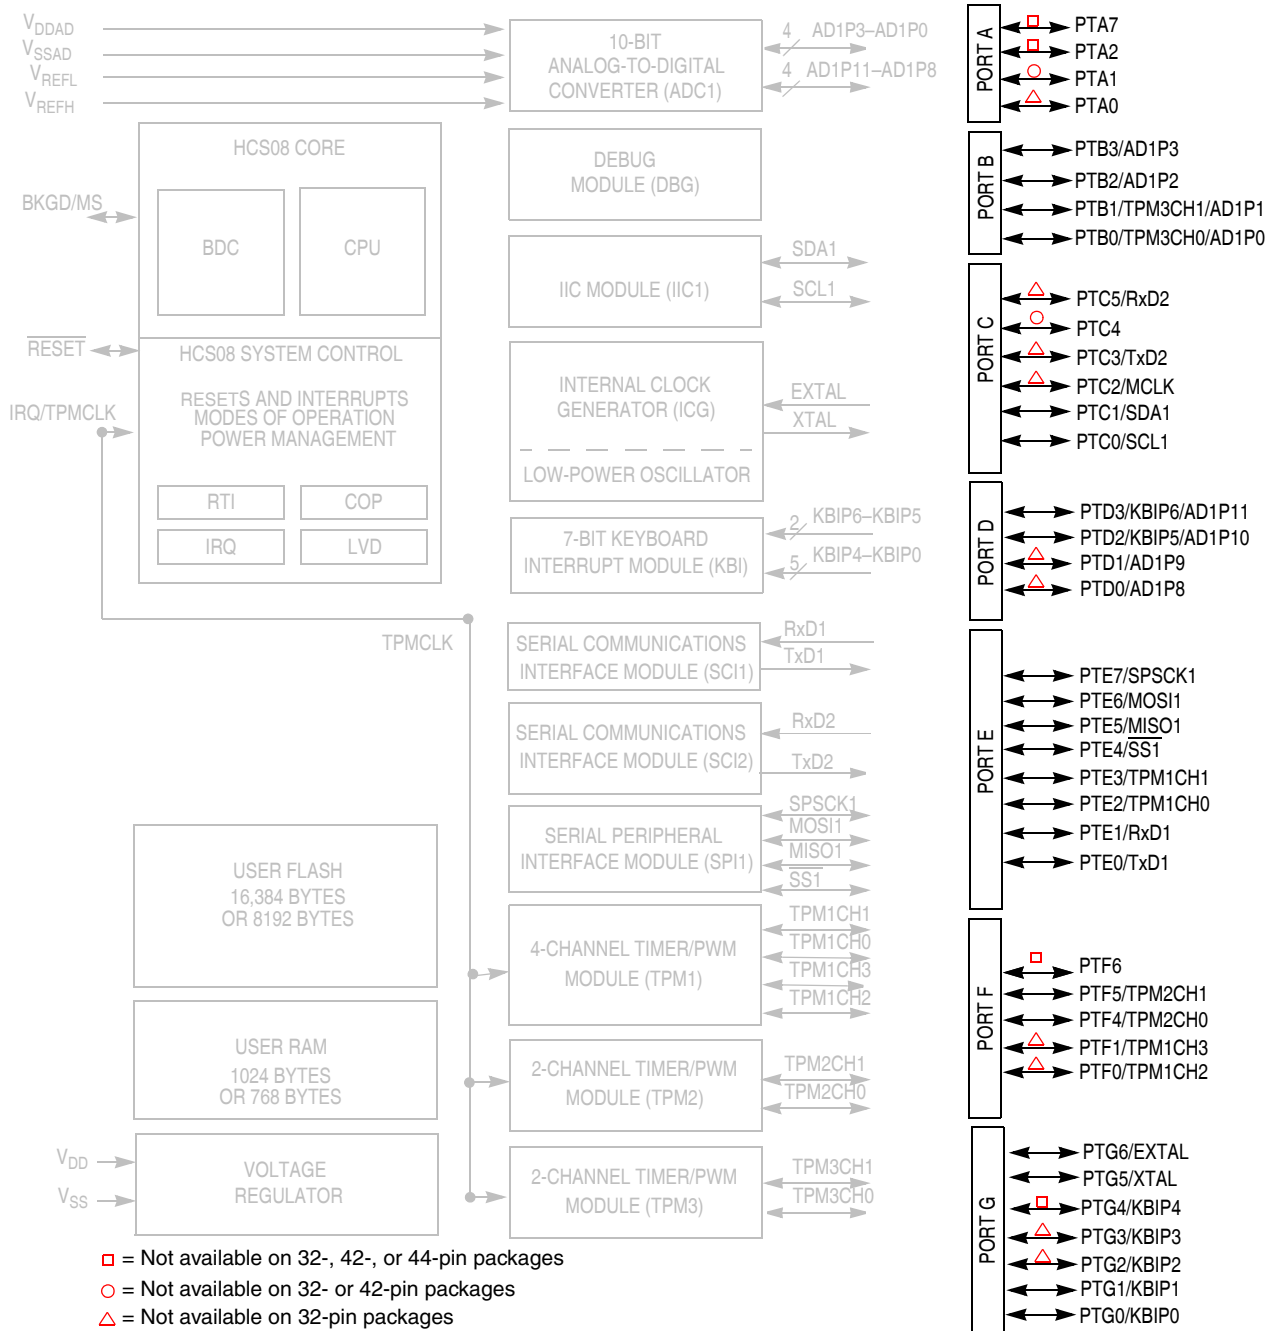 VDDAD
VSSAD
VREFL
VREFH
10-BIT
ANALOG-TO-DIGITAL
CONVERTER (ADC1)
4 AD1P3–AD1P0
4 AD1P11–AD1P8
HCS08 CORE
BDC
CPU
BKGD/MS
RESET
HCS08 SYSTEM CONTROL
RESETS AND INTERRUPTS
MODES OF OPERATION
POWER MANAGEMENT
IRQ/TPMCLK
RTI
COP
IRQ
LVD
DEBUG
MODULE (DBG)
IIC MODULE (IIC1)
SDA1
SCL1
INTERNAL CLOCK
GENERATOR (ICG)
LOW-POWER OSCILLATOR
EXTAL
XTAL
7-BIT KEYBOARD
INTERRUPT MODULE (KBI)
2 KBIP6–KBIP5
5 KBIP4–KBIP0
TPMCLK
SERIAL COMMUNICATIONS
INTERFACE MODULE (SCI1)
RxD1
TxD1
SERIAL COMMUNICATIONS
INTERFACE MODULE (SCI2)
RxD2
TxD2
SERIAL PERIPHERAL
INTERFACE MODULE (SPI1)
SPSCK1
MOSI1
MISO1
SS1
USER FLASH
16,384 BYTES
OR 8192 BYTES
4-CHANNEL TIMER/PWM
MODULE (TPM1)
TPM1CH1
TPM1CH0
TPM1CH3
TPM1CH2
USER RAM
1024 BYTES
OR 768 BYTES
2-CHANNEL TIMER/PWM
MODULE (TPM2)
TPM2CH1
TPM2CH0
VDD
VSS
VOLTAGE
REGULATOR
2-CHANNEL TIMER/PWM
MODULE (TPM3)
TPM3CH1
TPM3CH0
PORT A
PTA7
PTA2
PTA1
PTA0
PORT B
PTB3/AD1P3
PTB2/AD1P2
PTB1/TPM3CH1/AD1P1
PTB0/TPM3CH0/AD1P0
PORT C
PTC5/RxD2
PTC4
PTC3/TxD2
PTC2/MCLK
PTC1/SDA1
PTC0/SCL1
PORT D
PTD3/KBIP6/AD1P11
PTD2/KBIP5/AD1P10
PTD1/AD1P9
PTD0/AD1P8
PORT E
PTE7/SPSCK1
PTE6/MOSI1
PTE5/MISO1
PTE4/SS1
PTE3/TPM1CH1
PTE2/TPM1CH0
PTE1/RxD1
PTE0/TxD1
PORT F
PTF6
PTF5/TPM2CH1
PTF4/TPM2CH0
PTF1/TPM1CH3
PTF0/TPM1CH2
PORT G
PTG6/EXTAL
PTG5/XTAL
PTG4/KBIP4
PTG3/KBIP3
PTG2/KBIP2
PTG1/KBIP1
PTG0/KBIP0
□ = Not available on 32-, 42-, or 44-pin packages
○ = Not available on 32- or 42-pin packages
△ = Not available on 32-pin packages